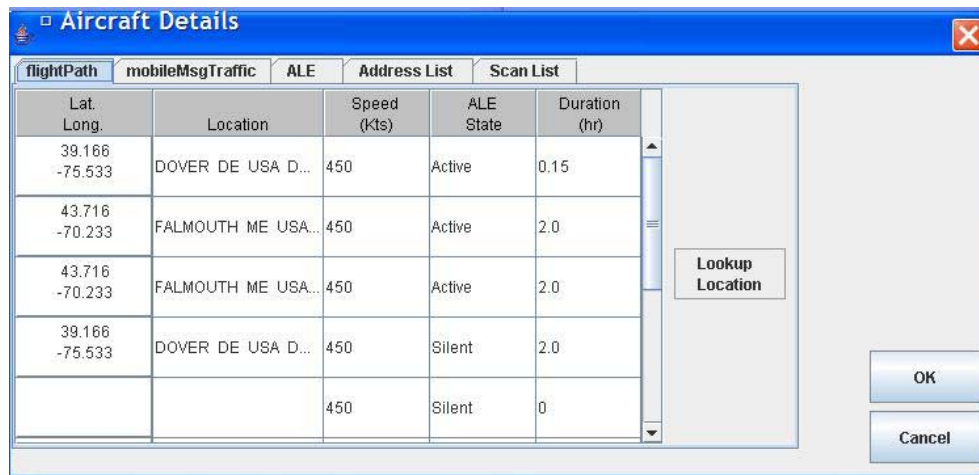 Aircraft Details
flightPath mobileMsgTraffic ALE Address List Scan List
Lat. Long. Location Speed (Kts) ALE State Duration (hr)
39.166 -75.533 DOVER DE USA D... 450 Active 0.15
43.716 -70.233 FALMOUTH ME USA... 450 Active 2.0
43.716 -70.233 FALMOUTH ME USA... 450 Active 2.0
39.166 -75.533 DOVER DE USA D... 450 Silent 2.0
450 Silent 0
Lookup Location
OK
Cancel